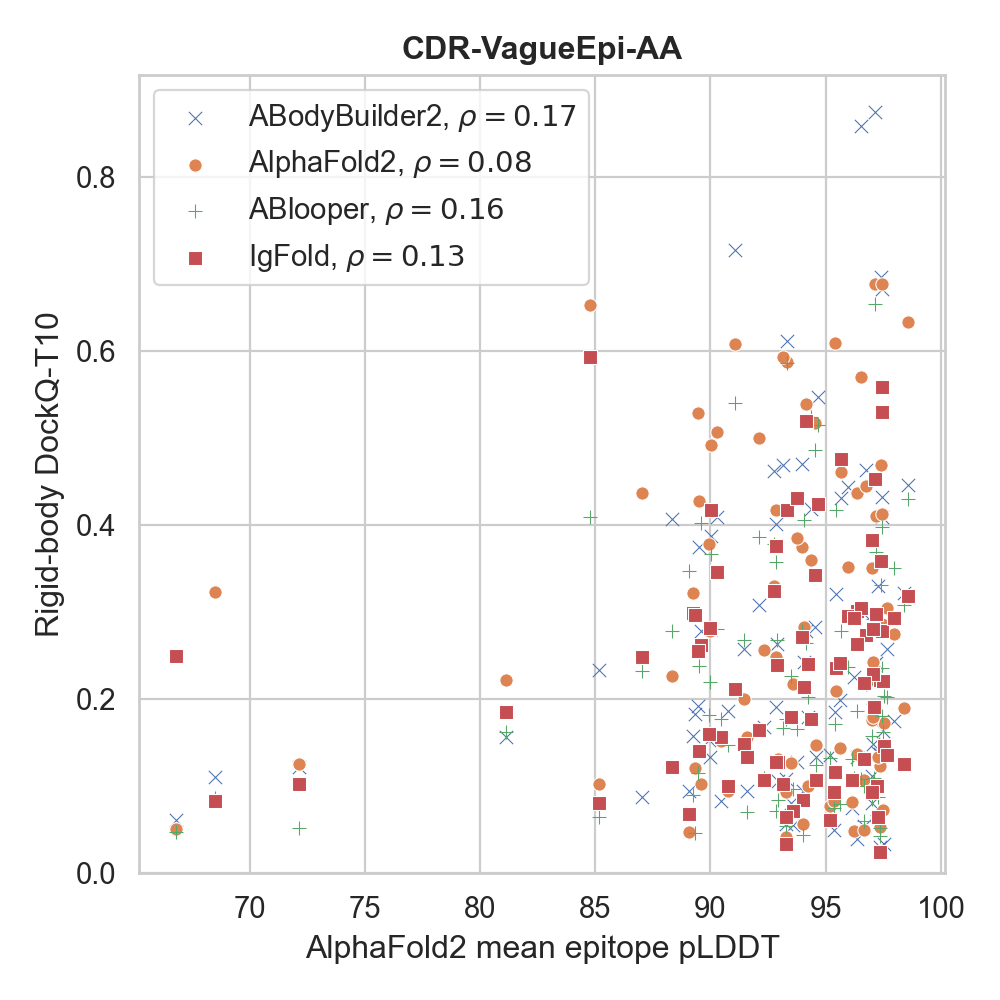 CDR-VagueEpi-AA
ABodyBuilder2, ρ = 0.17
AlphaFold2, ρ = 0.08
ABlooper, ρ = 0.16
IgFold, ρ = 0.13
Rigid-body DockQ-T10
0.8
0.6
0.4
0.2
0.0
70 75 80 85 90 95 100
AlphaFold2 mean epitope pLDDT